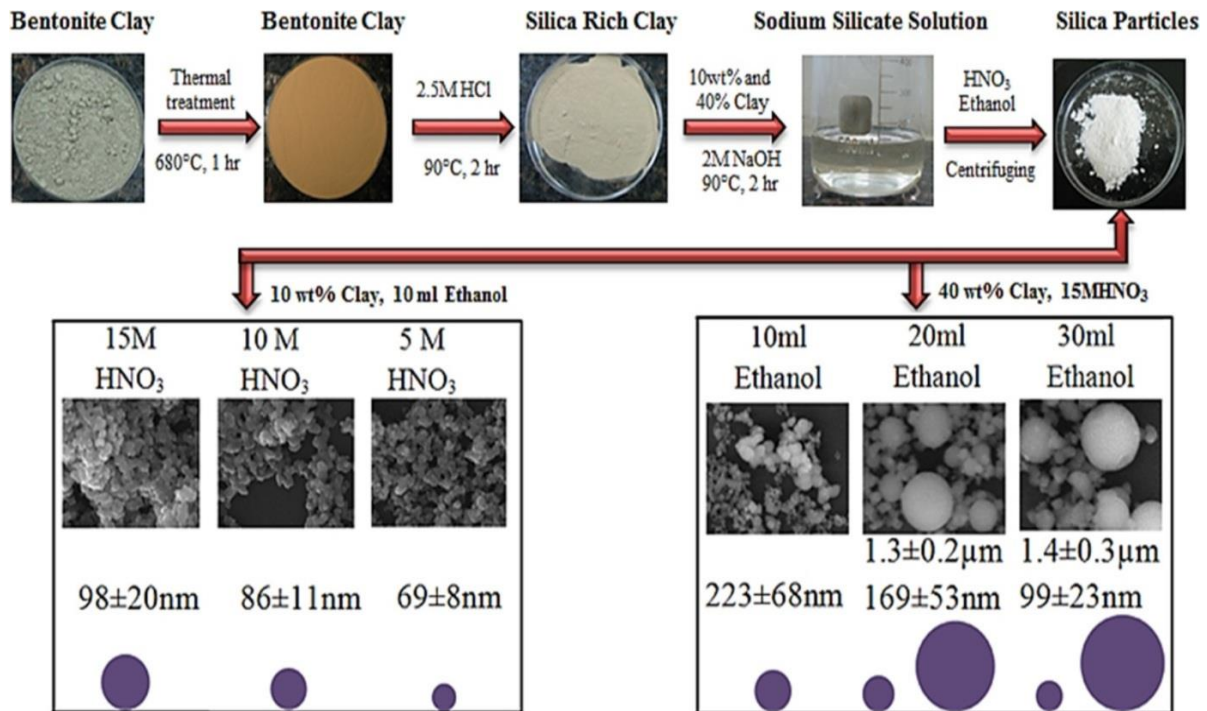 Bentonite Clay
Bentonite Clay
Silica Rich Clay
Sodium Silicate Solution
Silica Particles
Thermal
treatment
680°C, 1 hr
2.5M HCl
90°C, 2 hr
10wt% and
40% Clay
2M NaOH
90°C, 2 hr
HNO₃
Ethanol
Centrifuging
10 wt% Clay, 10 ml Ethanol
15M
HNO₃
10 M
HNO₃
5 M
HNO₃
98±20nm
86±11nm
69±8nm
40 wt% Clay, 15MHNO₃
10ml
Ethanol
20ml
Ethanol
30ml
Ethanol
1.3±0.2µm
1.4±0.3µm
223±68nm
169±53nm
99±23nm